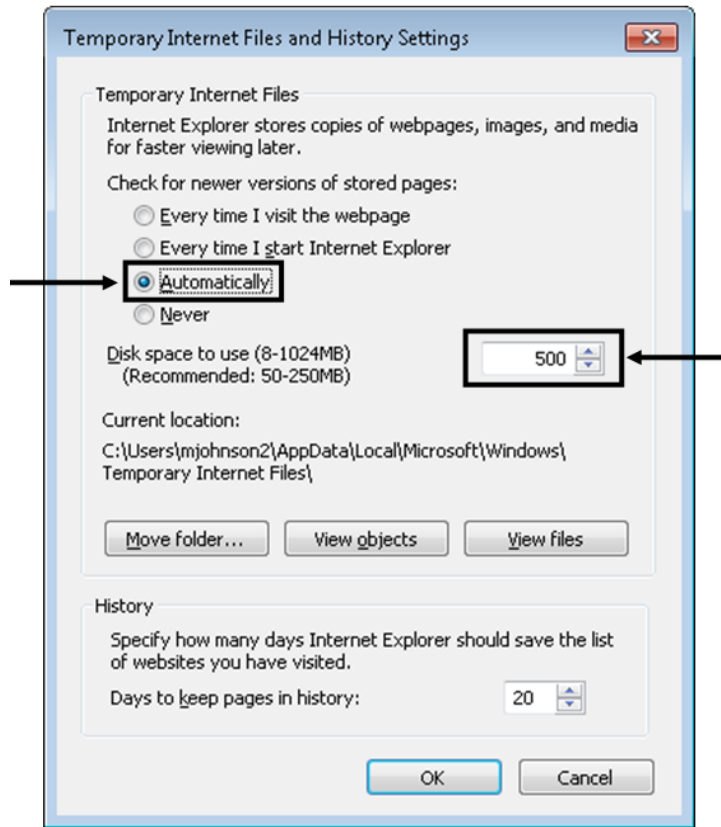 Temporary Internet Files and History Settings
Temporary Internet Files
Internet Explorer stores copies of webpages, images, and media
for faster viewing later.
Check for newer versions of stored pages:
Every time I visit the webpage
Every time I start Internet Explorer
Automatically
Never
Disk space to use (8-1024MB)
(Recommended: 50-250MB)
500
Current location:
C:\Users\mjohnson2\AppData\Local\Microsoft\Windows\
Temporary Internet Files\
Move folder... View objects View files
History
Specify how many days Internet Explorer should save the list
of websites you have visited.
Days to keep pages in history: 20
OK Cancel